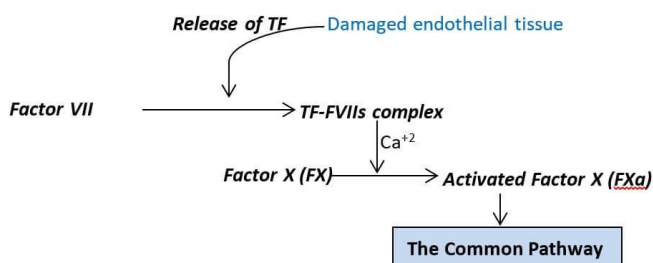 Release of TF Damaged endothelial tissue
Factor VII TF-FVIIs complex
Ca+2
Factor X (FX) Activated Factor X (FXa)
The Common Pathway